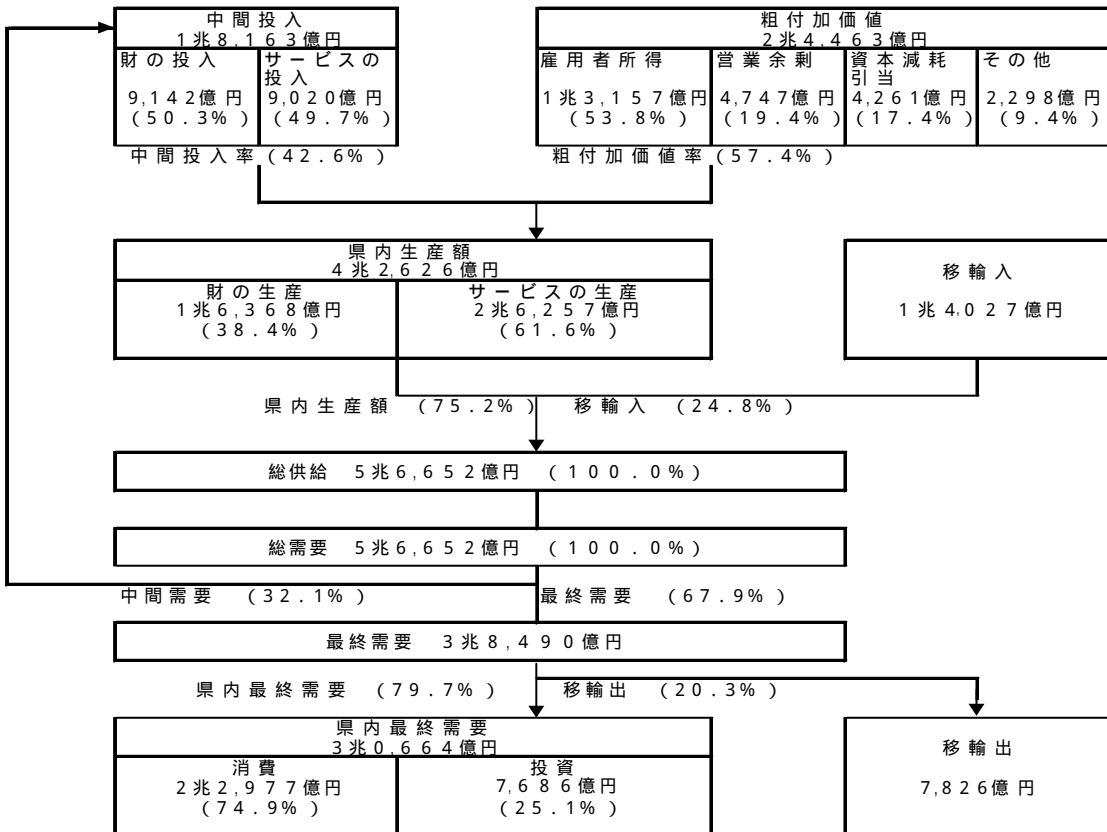 中間投入
1兆8,163億円
財の投入
9,142億円
(50.3%)
サービスの
投入
9,020億円
(49.7%)
中間投入率(42.6%)
粗付加価値
2兆4,463億円
雇用者所得
1兆3,157億円
(53.8%)
営業余剰
4,747億円
(19.4%)
資本減耗
引当
4,261億円
(17.4%)
その他
2,298億円
(9.4%)
粗付加価値率(57.4%)
県内生産額
4兆2,626億円
財の生産
1兆6,368億円
(38.4%)
サービスの生産
2兆6,257億円
(61.6%)
移輸入
1兆4,027億円
県内生産額 (75.2%) 移輸入 (24.8%)
総供給 5兆6,652億円 (100.0%)
総需要 5兆6,652億円 (100.0%)
中間需要 (32.1%) 最終需要 (67.9%)
最終需要 3兆8,490億円
県内最終需要 (79.7%) 移輸出 (20.3%)
県内最終需要
3兆0,664億円
消費
2兆2,977億円
(74.9%)
投資
7,686億円
(25.1%)
移輸出
7,826億円